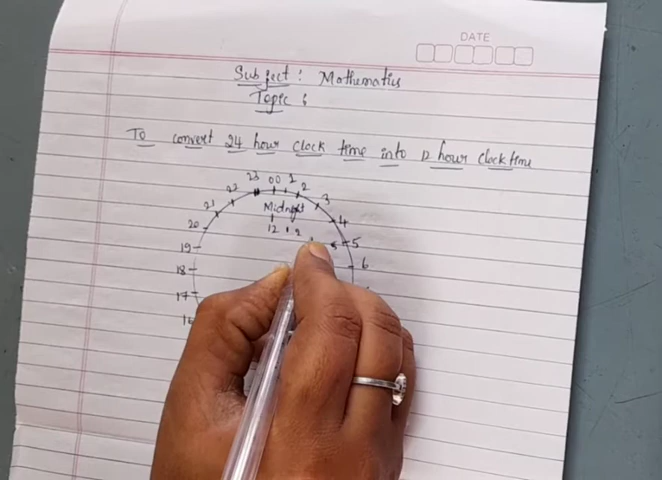 DATE
Subject : Mathematics
Topic :
To convert 24 hour clock time into 12 hour clock time
23 00 1
22 2
21 3
20 4
19 5
18 6
17
Midnight
12 2